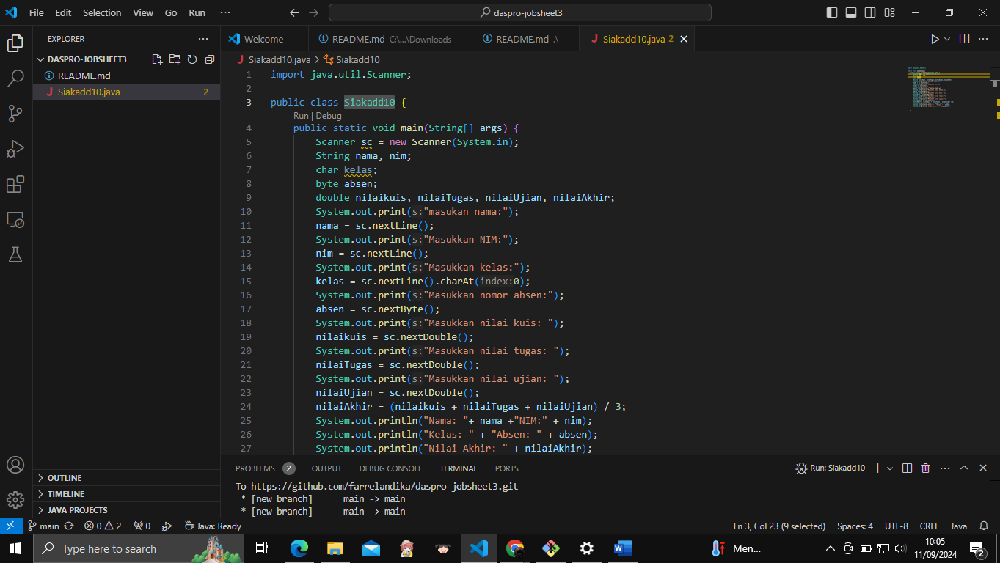 File Edit Selection View Go Run ··· daspro-jobsheet3
EXPLORER ···
DASPRO-JOBSHEET3
README.md
Siakadd10.java 2
OUTLINE
TIMELINE
JAVA PROJECTS
Welcome README.md C:\...\Downloads README.md .\ Siakadd10.java 2
Siakadd10.java > Siakadd10
1 import java.util.Scanner;
2
3 public class Siakadd10 {
Run | Debug
4 public static void main(String[] args) {
5 Scanner sc = new Scanner(System.in);
6 String nama, nim;
7 char kelas;
8 byte absen;
9 double nilaikuis, nilaiTugas, nilaiUjian, nilaiAkhir;
10 System.out.print(s:"masukan nama:");
11 nama = sc.nextLine();
12 System.out.print(s:"Masukkan NIM:");
13 nim = sc.nextLine();
14 System.out.print(s:"Masukkan kelas:");
15 kelas = sc.nextLine().charAt(index:0);
16 System.out.print(s:"Masukkan nomor absen:");
17 absen = sc.nextByte();
18 System.out.print(s:"Masukkan nilai kuis: ");
19 nilaikuis = sc.nextDouble();
20 System.out.print(s:"Masukkan nilai tugas: ");
21 nilaiTugas = sc.nextDouble();
22 System.out.print(s:"Masukkan nilai ujian: ");
23 nilaiUjian = sc.nextDouble();
24 nilaiAkhir = (nilaikuis + nilaiTugas + nilaiUjian) / 3;
25 System.out.println("Nama: "+ nama +"NIM:" + nim);
26 System.out.println("Kelas: " + "Absen: " + absen);
27 System.out.println("Nilai Akhir: " + nilaiAkhir);
PROBLEMS 2 OUTPUT DEBUG CONSOLE TERMINAL PORTS Run: Siakadd10
To https://github.com/farrelandika/daspro-jobsheet3.git
* [new branch] main -> main
* [new branch] main -> main
main 0 2 0 Java: Ready Ln 3, Col 23 (9 selected) Spaces: 4 UTF-8 CRLF Java
Type here to search Men... 10:05
11/09/2024 2